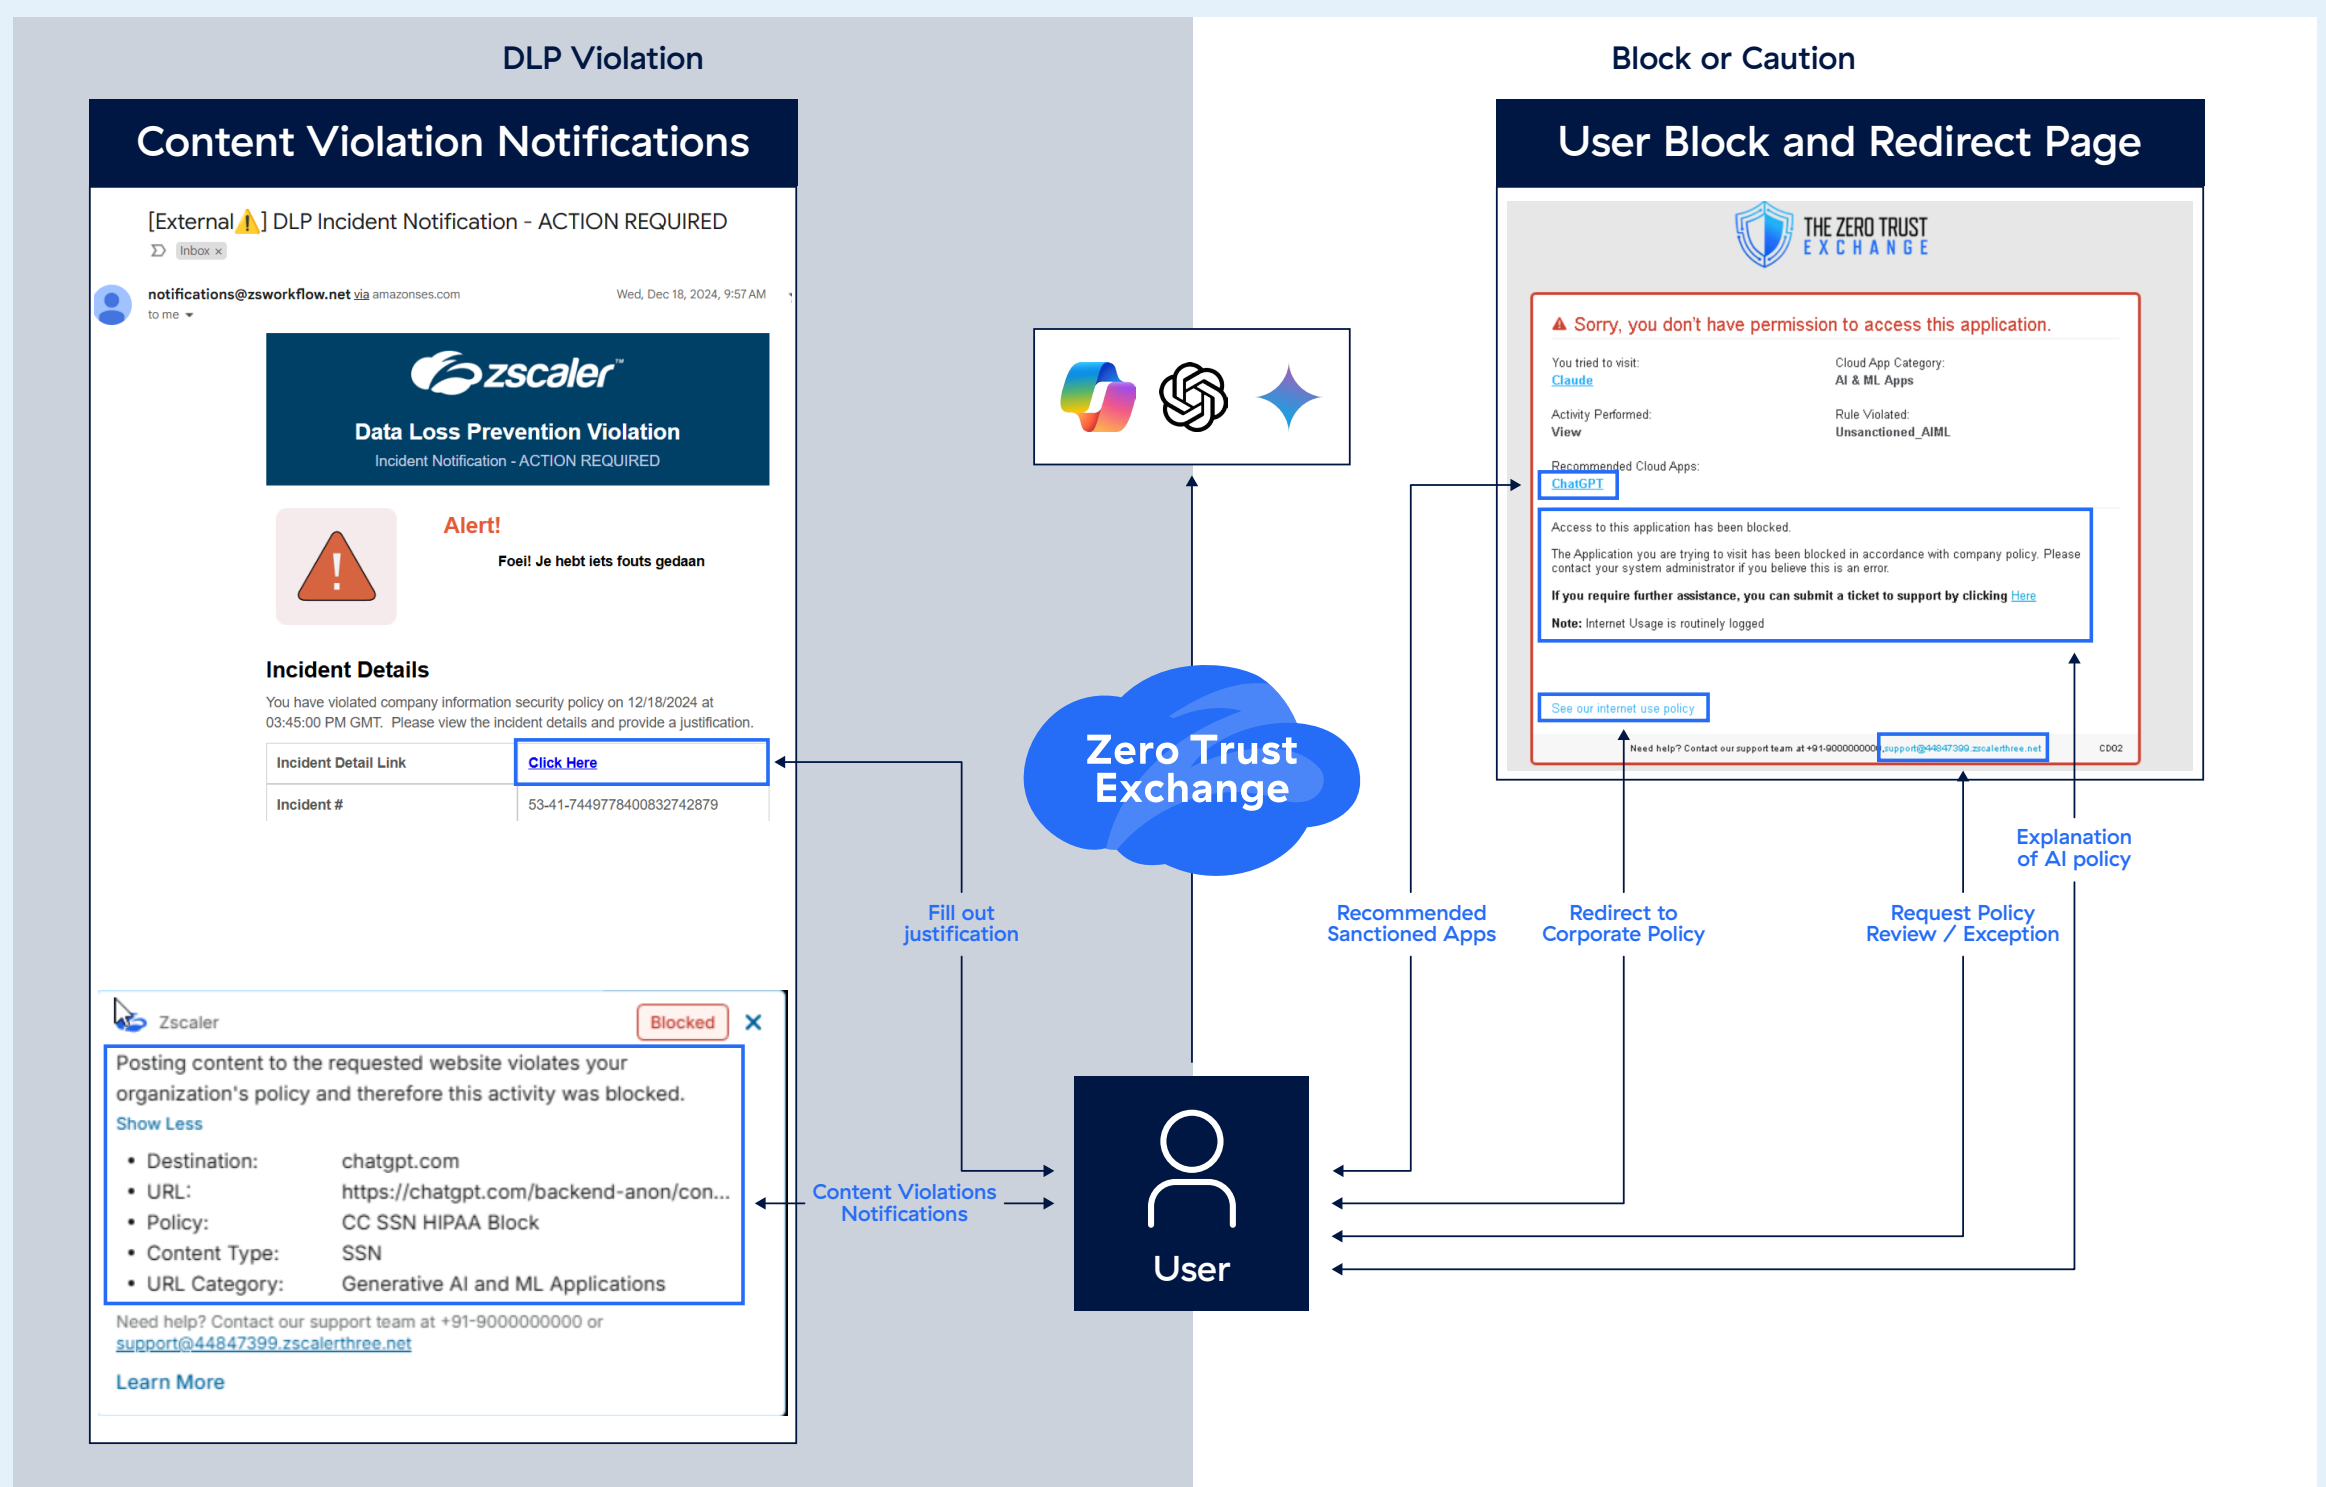 DLP Violation
Content Violation Notifications
[External⚠] DLP Incident Notification - ACTION REQUIRED
Inbox ×
notifications@zsworkflow.net via amazonses.com
Wed, Dec 18, 2024, 9:57 AM
to me
zscaler™
Data Loss Prevention Violation
Incident Notification - ACTION REQUIRED
Alert!
Foei! Je hebt iets fouts gedaan
Incident Details
You have violated company information security policy on 12/18/2024 at
03:45:00 PM GMT. Please view the incident details and provide a justification.
Incident Detail Link
Click Here
Incident #
53-41-7449778400832742879
Zscaler
Blocked
Posting content to the requested website violates your
organization's policy and therefore this activity was blocked.
Show Less
• Destination: chatgpt.com
• URL: https://chatgpt.com/backend-anon/con...
• Policy: CC SSN HIPAA Block
• Content Type: SSN
• URL Category: Generative AI and ML Applications
Need help? Contact our support team at +91-9000000000 or
support@44847399.zscalerthree.net
Learn More
Fill out
justification
Content Violations
Notifications
Zero Trust
Exchange
User
Block or Caution
User Block and Redirect Page
THE ZERO TRUST
EXCHANGE
Sorry, you don't have permission to access this application.
You tried to visit:
Claude
Cloud App Category:
AI & ML Apps
Activity Performed:
View
Rule Violated:
Unsanctioned_AIML
Recommended Cloud Apps:
ChatGPT
Access to this application has been blocked.
The Application you are trying to visit has been blocked in accordance with company policy. Please
contact your system administrator if you believe this is an error.
If you require further assistance, you can submit a ticket to support by clicking Here
Note: Internet Usage is routinely logged
See our internet use policy
Need help? Contact our support team at +91-9000000000, support@44847399.zscalerthree.net
CD02
Explanation
of AI policy
Recommended
Sanctioned Apps
Redirect to
Corporate Policy
Request Policy
Review / Exception